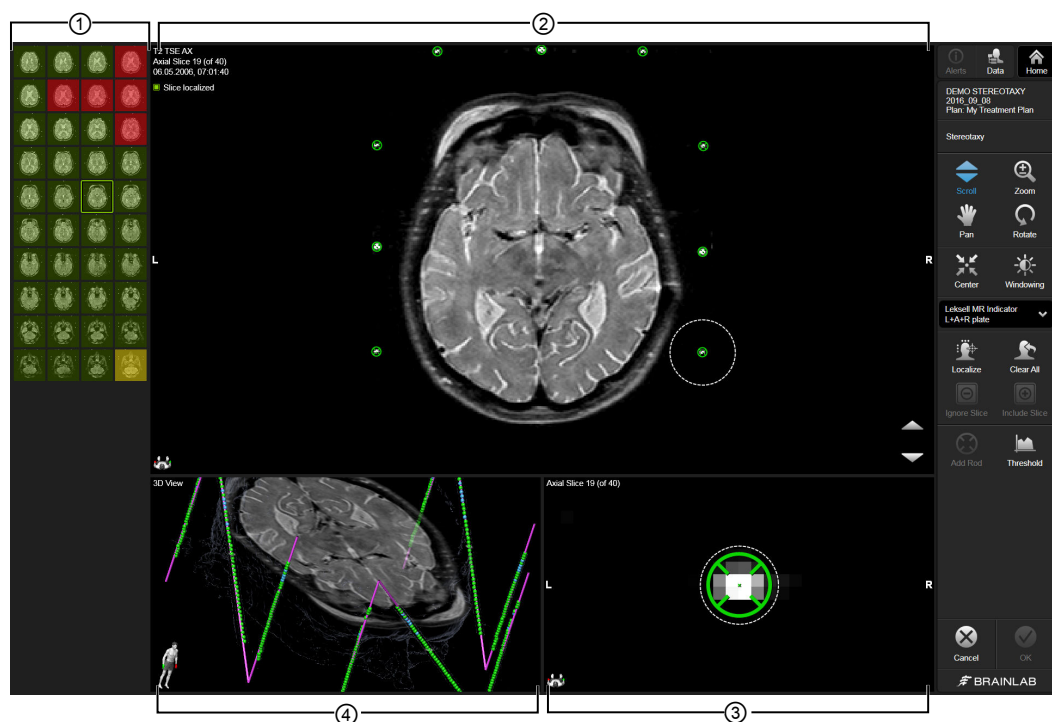 ①
②
T2 TSE AX
Axial Slice 19 (of 40)
06.05.2006, 07:01:40
Slice localized
L
R
3D View
Axial Slice 19 (of 40)
L
R
④
③
Alerts
Data
Home
DEMO STEREOTAXY
2016_09_08
Plan: My Treatment Plan
Stereotaxy
Scroll
Zoom
Pan
Rotate
Center
Windowing
Leksell MR Indicator
L+A+R plate
Localize
Clear All
Ignore Slice
Include Slice
Add Rod
Threshold
Cancel
OK
BRAINLAB